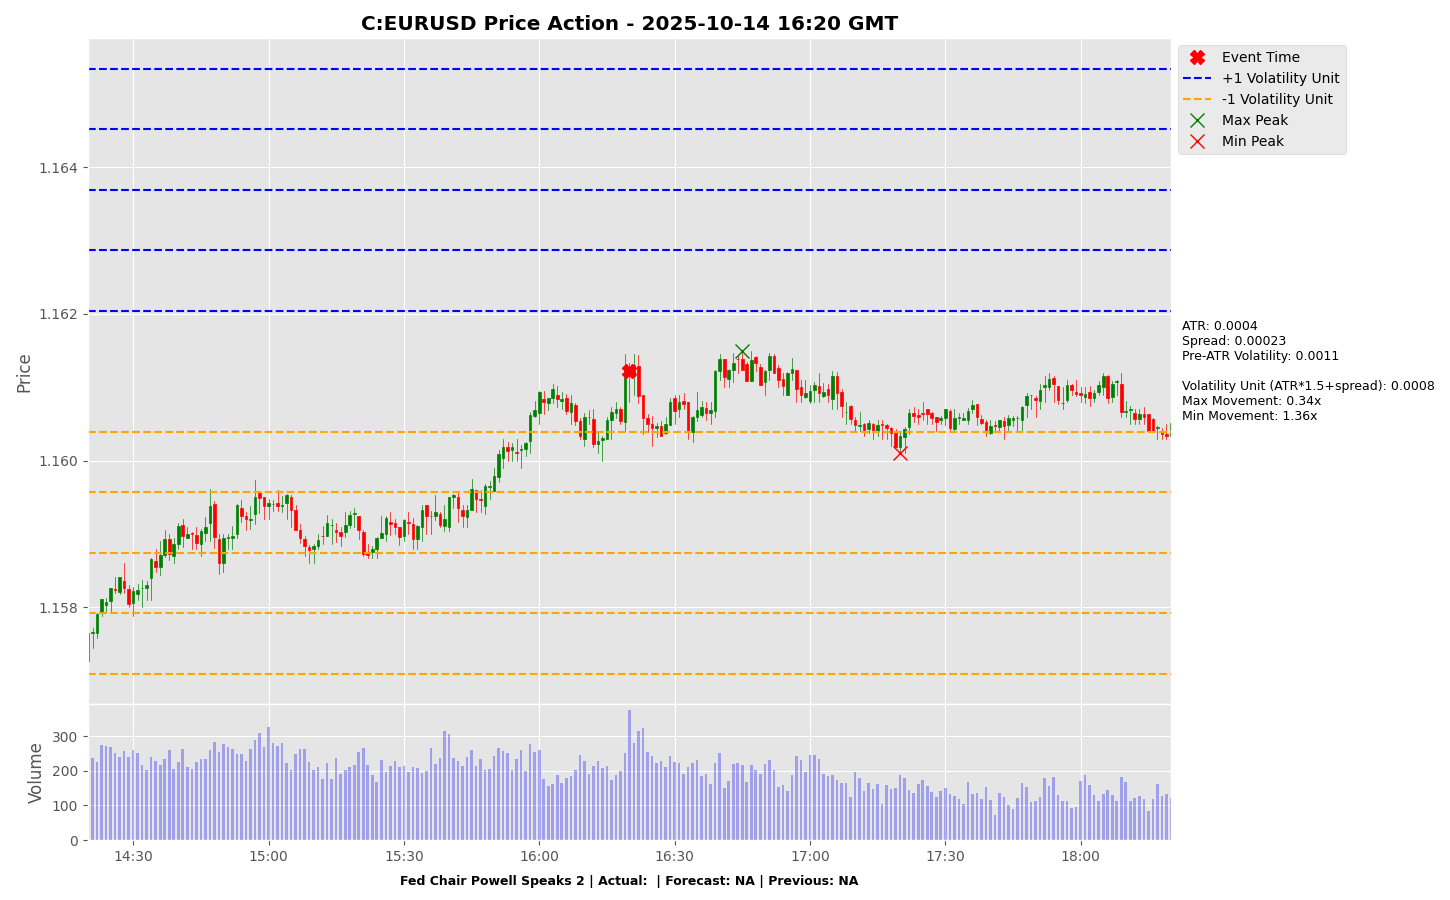 C:EURUSD Price Action - 2025-10-14 16:20 GMT
Event Time
+1 Volatility Unit
-1 Volatility Unit
Max Peak
Min Peak
Price
1.164
1.162
1.160
1.158
ATR: 0.0004
Spread: 0.00023
Pre-ATR Volatility: 0.0011
Volatility Unit (ATR*1.5+spread): 0.0008
Max Movement: 0.34x
Min Movement: 1.36x
Volume
300
200
100
0
14:30 15:00 15:30 16:00 16:30 17:00 17:30 18:00
Fed Chair Powell Speaks 2 | Actual:  | Forecast: NA | Previous: NA